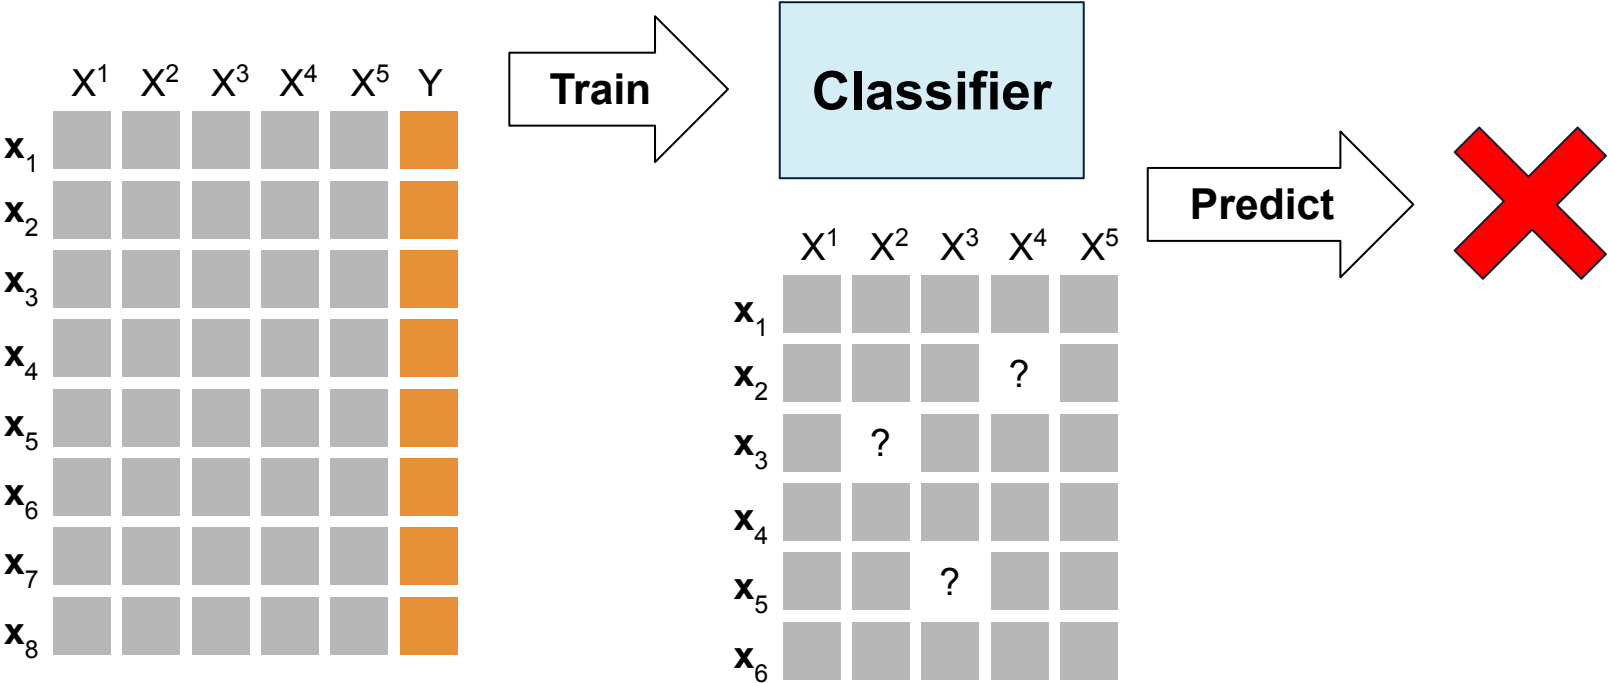 X¹ X² X³ X⁴ X⁵ Y
x₁
x₂
x₃
x₄
x₅
x₆
x₇
x₈
Train
Classifier
X¹ X² X³ X⁴ X⁵
x₁
x₂ ?
x₃ ?
x₄
x₅ ?
x₆
Predict